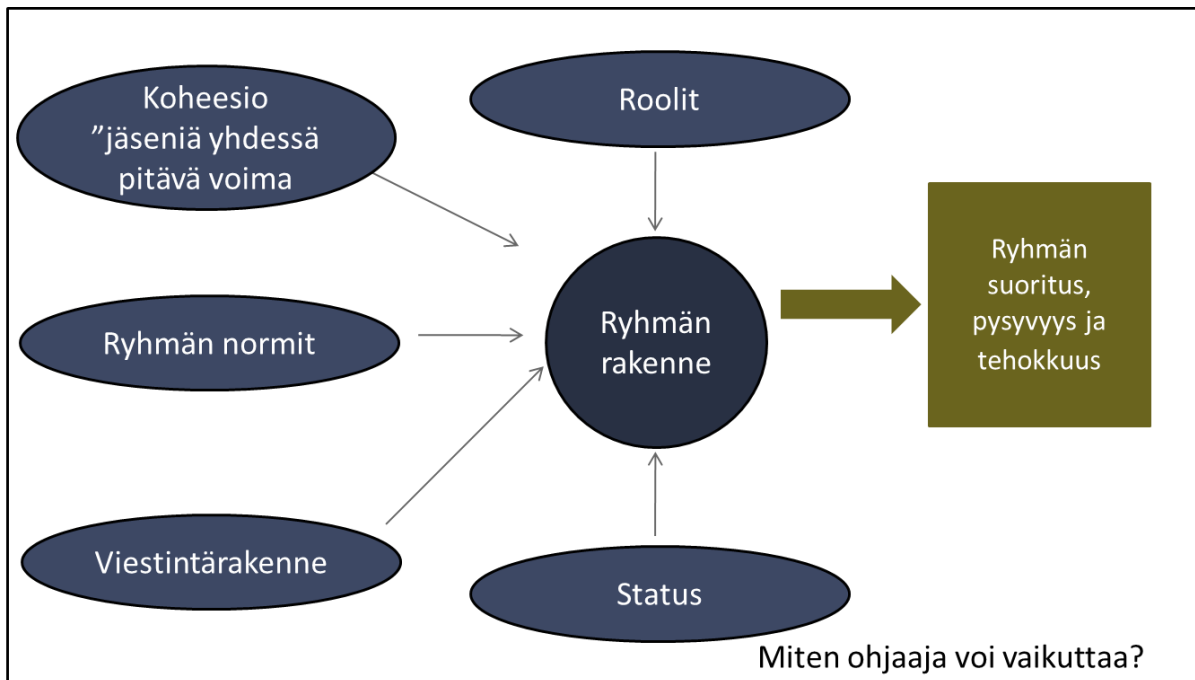 Koheesio
”jäseniä yhdessä
pitävä voima
Roolit
Ryhmän normit
Ryhmän
rakenne
Ryhmän
suoritus,
pysyvyys ja
tehokkuus
Viestintärakenne
Status
Miten ohjaaja voi vaikuttaa?